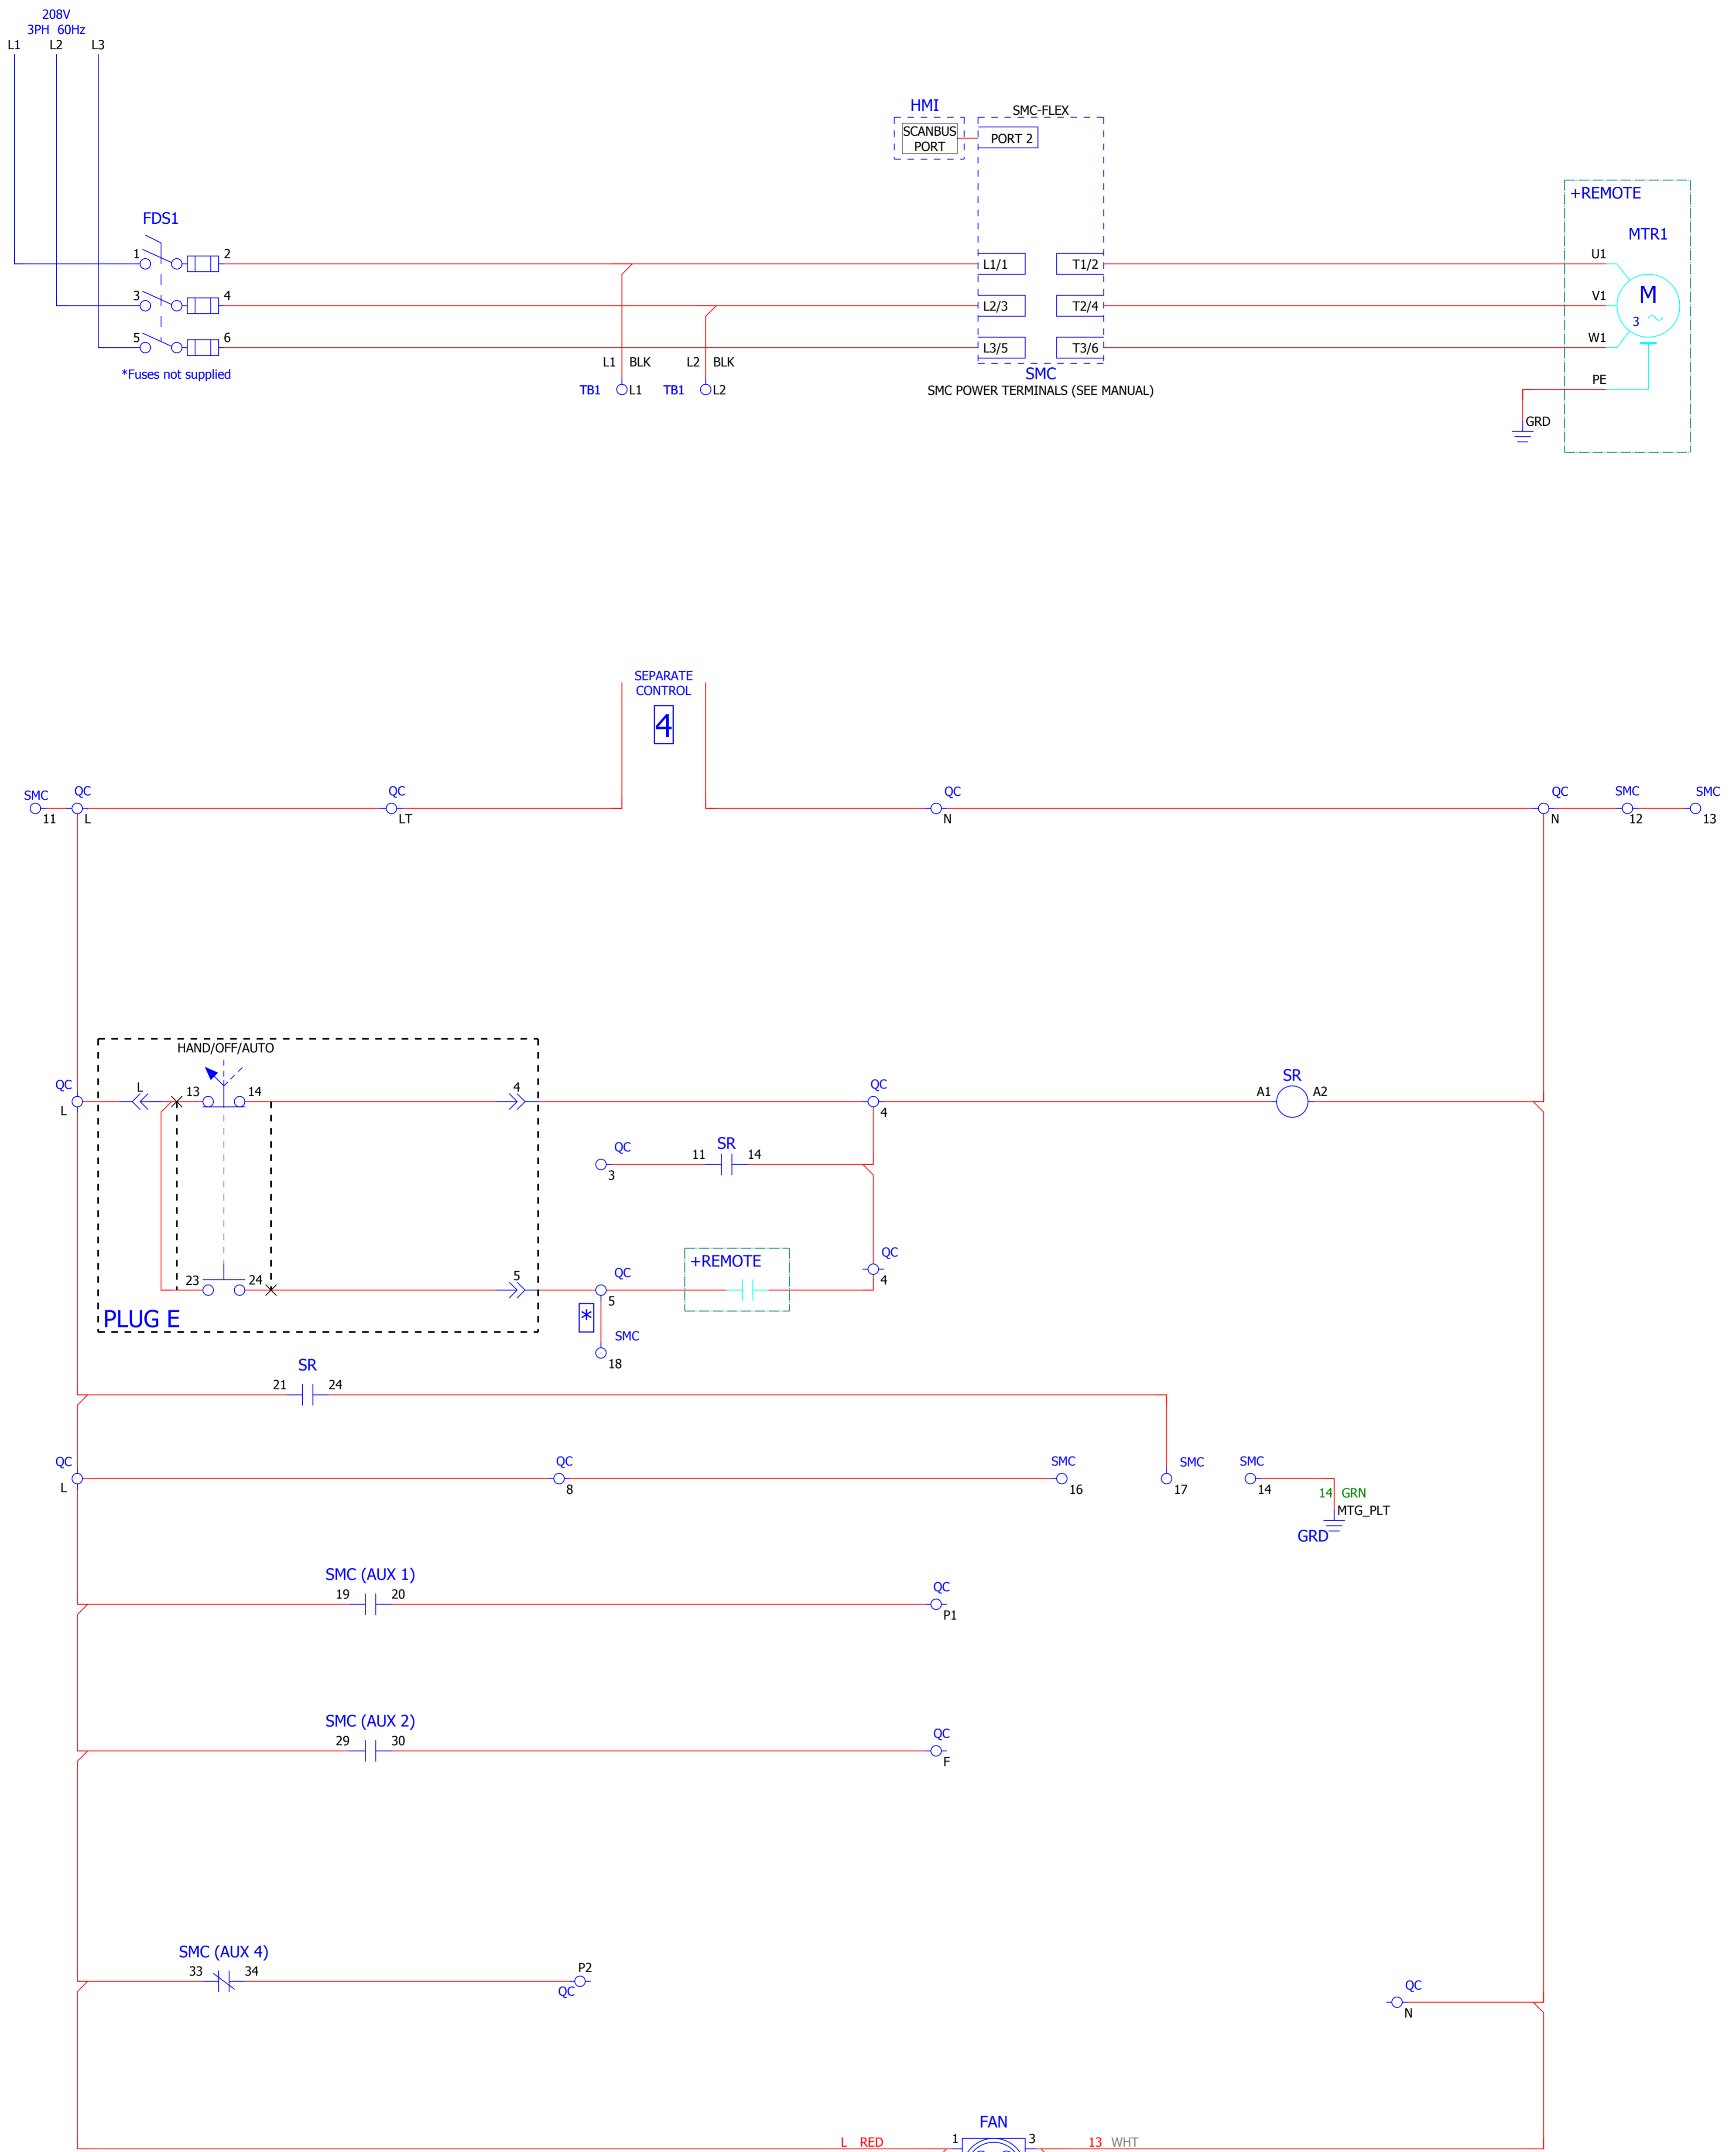 208V
3PH 60Hz
L1 L2 L3
HMI
SCANBUS
PORT
SMC-FLEX
PORT 2
+REMOTE
MTR1
FDS1
1 2
L1/1 T1/2
U1
3 4
L2/3 T2/4
V1
M
3
5 6
L3/5 T3/6
W1
*Fuses not supplied
L1 BLK L2 BLK
TB1 L1 TB1 L2
SMC
SMC POWER TERMINALS (SEE MANUAL)
PE
GRD
SEPARATE
CONTROL
4
SMC QC QC QC QC SMC SMC
11 L LT N N 12 13
HAND/OFF/AUTO
QC L 13 14 4 QC A1 SR A2
L 4
QC 11 SR 14
3
+REMOTE QC
4
23 24 5 QC
5
PLUG E
*
SMC
18
SR
21 24
QC QC SMC SMC SMC
L 8 16 17 14
14 GRN
MTG_PLT
GRD
SMC (AUX 1)
19 20 QC
P1
SMC (AUX 2)
29 30 QC
F
SMC (AUX 4)
33 34 P2
QC
QC
N
FAN
L RED 1 3 13 WHT